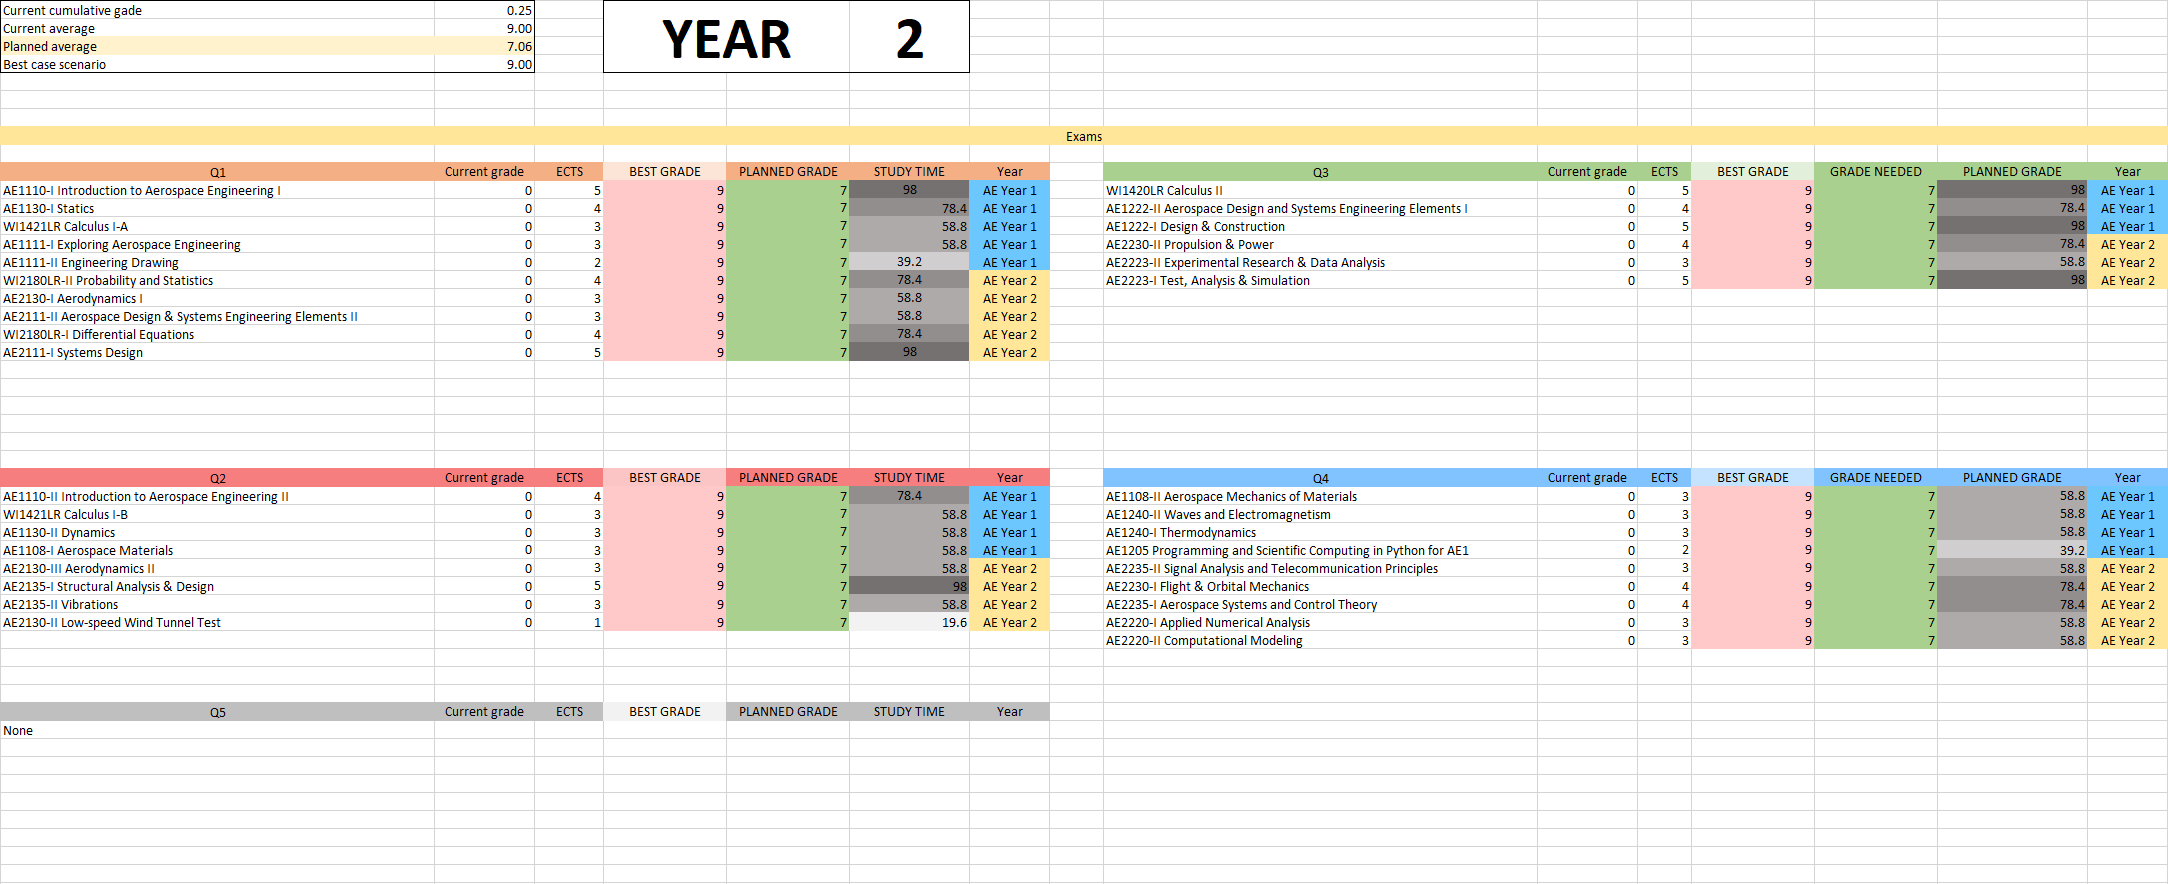 Current cumulative gade 0.25
Current average 9.00
Planned average 7.06
Best case scenario 9.00
YEAR 2
Exams
Q1 Current grade ECTS BEST GRADE PLANNED GRADE STUDY TIME Year
AE1110-I Introduction to Aerospace Engineering I 0 5 9 7 98 AE Year 1
AE1130-I Statics 0 4 9 7 78.4 AE Year 1
WI1421LR Calculus I-A 0 3 9 7 58.8 AE Year 1
AE1111-I Exploring Aerospace Engineering 0 3 9 7 58.8 AE Year 1
AE1111-II Engineering Drawing 0 2 9 7 39.2 AE Year 1
WI2180LR-II Probability and Statistics 0 4 9 7 78.4 AE Year 2
AE2130-I Aerodynamics I 0 3 9 7 58.8 AE Year 2
AE2111-II Aerospace Design & Systems Engineering Elements II 0 3 9 7 58.8 AE Year 2
WI2180LR-I Differential Equations 0 4 9 7 78.4 AE Year 2
AE2111-I Systems Design 0 5 9 7 98 AE Year 2
Q3 Current grade ECTS BEST GRADE GRADE NEEDED PLANNED GRADE Year
WI1420LR Calculus II 0 5 9 7 98 AE Year 1
AE1222-II Aerospace Design and Systems Engineering Elements I 0 4 9 7 78.4 AE Year 1
AE1222-I Design & Construction 0 5 9 7 98 AE Year 1
AE2230-II Propulsion & Power 0 4 9 7 78.4 AE Year 2
AE2223-II Experimental Research & Data Analysis 0 3 9 7 58.8 AE Year 2
AE2223-I Test, Analysis & Simulation 0 5 9 7 98 AE Year 2
Q2 Current grade ECTS BEST GRADE PLANNED GRADE STUDY TIME Year
AE1110-II Introduction to Aerospace Engineering II 0 4 9 7 78.4 AE Year 1
WI1421LR Calculus I-B 0 3 9 7 58.8 AE Year 1
AE1130-II Dynamics 0 3 9 7 58.8 AE Year 1
AE1108-I Aerospace Materials 0 3 9 7 58.8 AE Year 1
AE2130-III Aerodynamics II 0 3 9 7 58.8 AE Year 2
AE2135-I Structural Analysis & Design 0 5 9 7 98 AE Year 2
AE2135-II Vibrations 0 3 9 7 58.8 AE Year 2
AE2130-II Low-speed Wind Tunnel Test 0 1 9 7 19.6 AE Year 2
Q4 Current grade ECTS BEST GRADE GRADE NEEDED PLANNED GRADE Year
AE1108-II Aerospace Mechanics of Materials 0 3 9 7 58.8 AE Year 1
AE1240-II Waves and Electromagnetism 0 3 9 7 58.8 AE Year 1
AE1240-I Thermodynamics 0 3 9 7 58.8 AE Year 1
AE1205 Programming and Scientific Computing in Python for AE1 0 2 9 7 39.2 AE Year 1
AE2235-II Signal Analysis and Telecommunication Principles 0 3 9 7 58.8 AE Year 2
AE2230-I Flight & Orbital Mechanics 0 4 9 7 78.4 AE Year 2
AE2235-I Aerospace Systems and Control Theory 0 4 9 7 78.4 AE Year 2
AE2220-I Applied Numerical Analysis 0 3 9 7 58.8 AE Year 2
AE2220-II Computational Modeling 0 3 9 7 58.8 AE Year 2
Q5 Current grade ECTS BEST GRADE PLANNED GRADE STUDY TIME Year
None